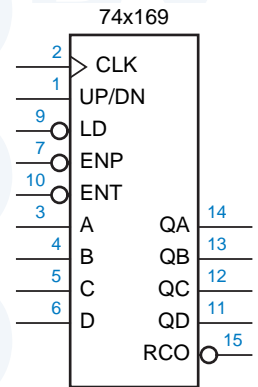 74x169
2 CLK
1 UP/DN
9 LD
7 ENP
10 ENT
3 A QA 14
4 B QB 13
5 C QC 12
6 D QD 11
RCO 15